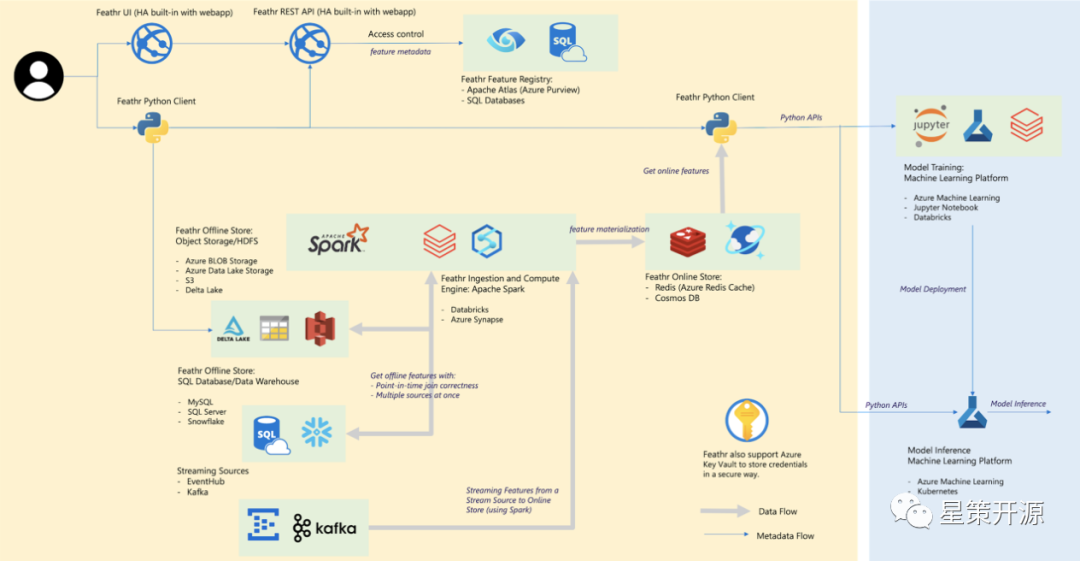 Feathr UI (HA built-in with webapp)
Feathr REST API (HA built-in with webapp)
Access control
feature metadata
SQL
Feathr Feature Registry:
- Apache Atlas (Azure Purview)
- SQL Databases
Feathr Python Client
Feathr Python Client
Python APIs
jupyter
Model Training:
Machine Learning Platform
- Azure Machine Learning
- Jupyter Notebook
- Databricks
Get online features
Feathr Offline Store:
Object Storage/HDFS
- Azure BLOB Storage
- Azure Data Lake Storage
- S3
- Delta Lake
APACHE
Spark
feature materialization
Feathr Ingestion and Compute
Engine: Apache Spark
- Databricks
- Azure Synapse
Feathr Online Store:
- Redis (Azure Redis Cache)
- Cosmos DB
Model Deployment
DELTA LAKE
Feathr Offline Store:
SQL Database/Data Warehouse
- MySQL
- SQL Server
- Snowflake
Get offline features with:
- Point-in-time join correctness
- Multiple sources at once
SQL
Python APIs
Model Inference
Feathr also support Azure
Key Vault to store credentials
in a secure way.
Model Inference
Machine Learning Platform
- Azure Machine Learning
- Kubernetes
Streaming Sources
- EventHub
- Kafka
Streaming Features from a
Stream Source to Online
Store (using Spark)
kafka
Data Flow
Metadata Flow
星策开源